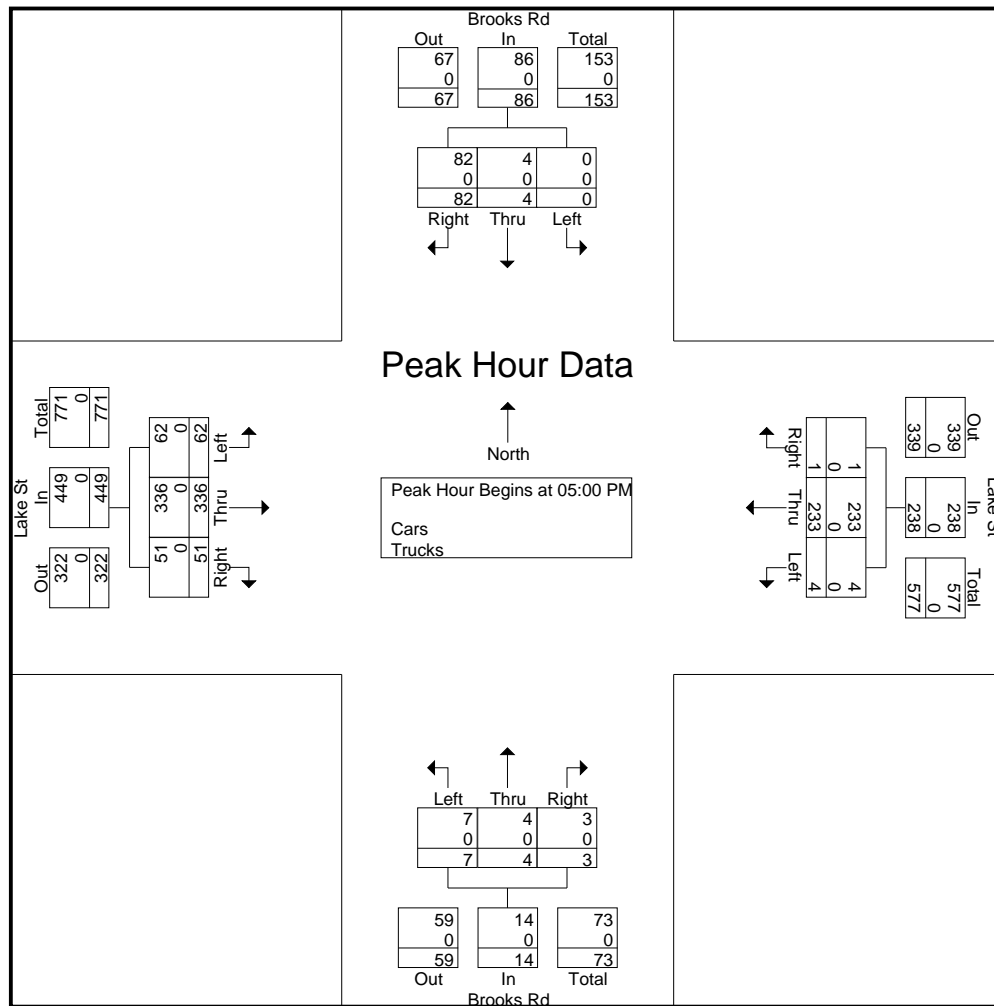 Brooks Rd
Out In Total
67 86 153
0 0 0
67 86 153
82 4 0
0 0 0
82 4 0
Right Thru Left
Peak Hour Data
North
Peak Hour Begins at 05:00 PM
Cars
Trucks
Lake St
Total In Out
771 449 322
0 0 0
771 449 322
62 336 51
0 0 0
62 336 51
Left Thru Right
Lake St
Out In Total
339 238 577
0 0 0
339 238 577
1 233 4
0 0 0
1 233 4
Right Thru Left
Left Thru Right
7 4 3
0 0 0
7 4 3
59 14 73
0 0 0
59 14 73
Out In Total
Brooks Rd